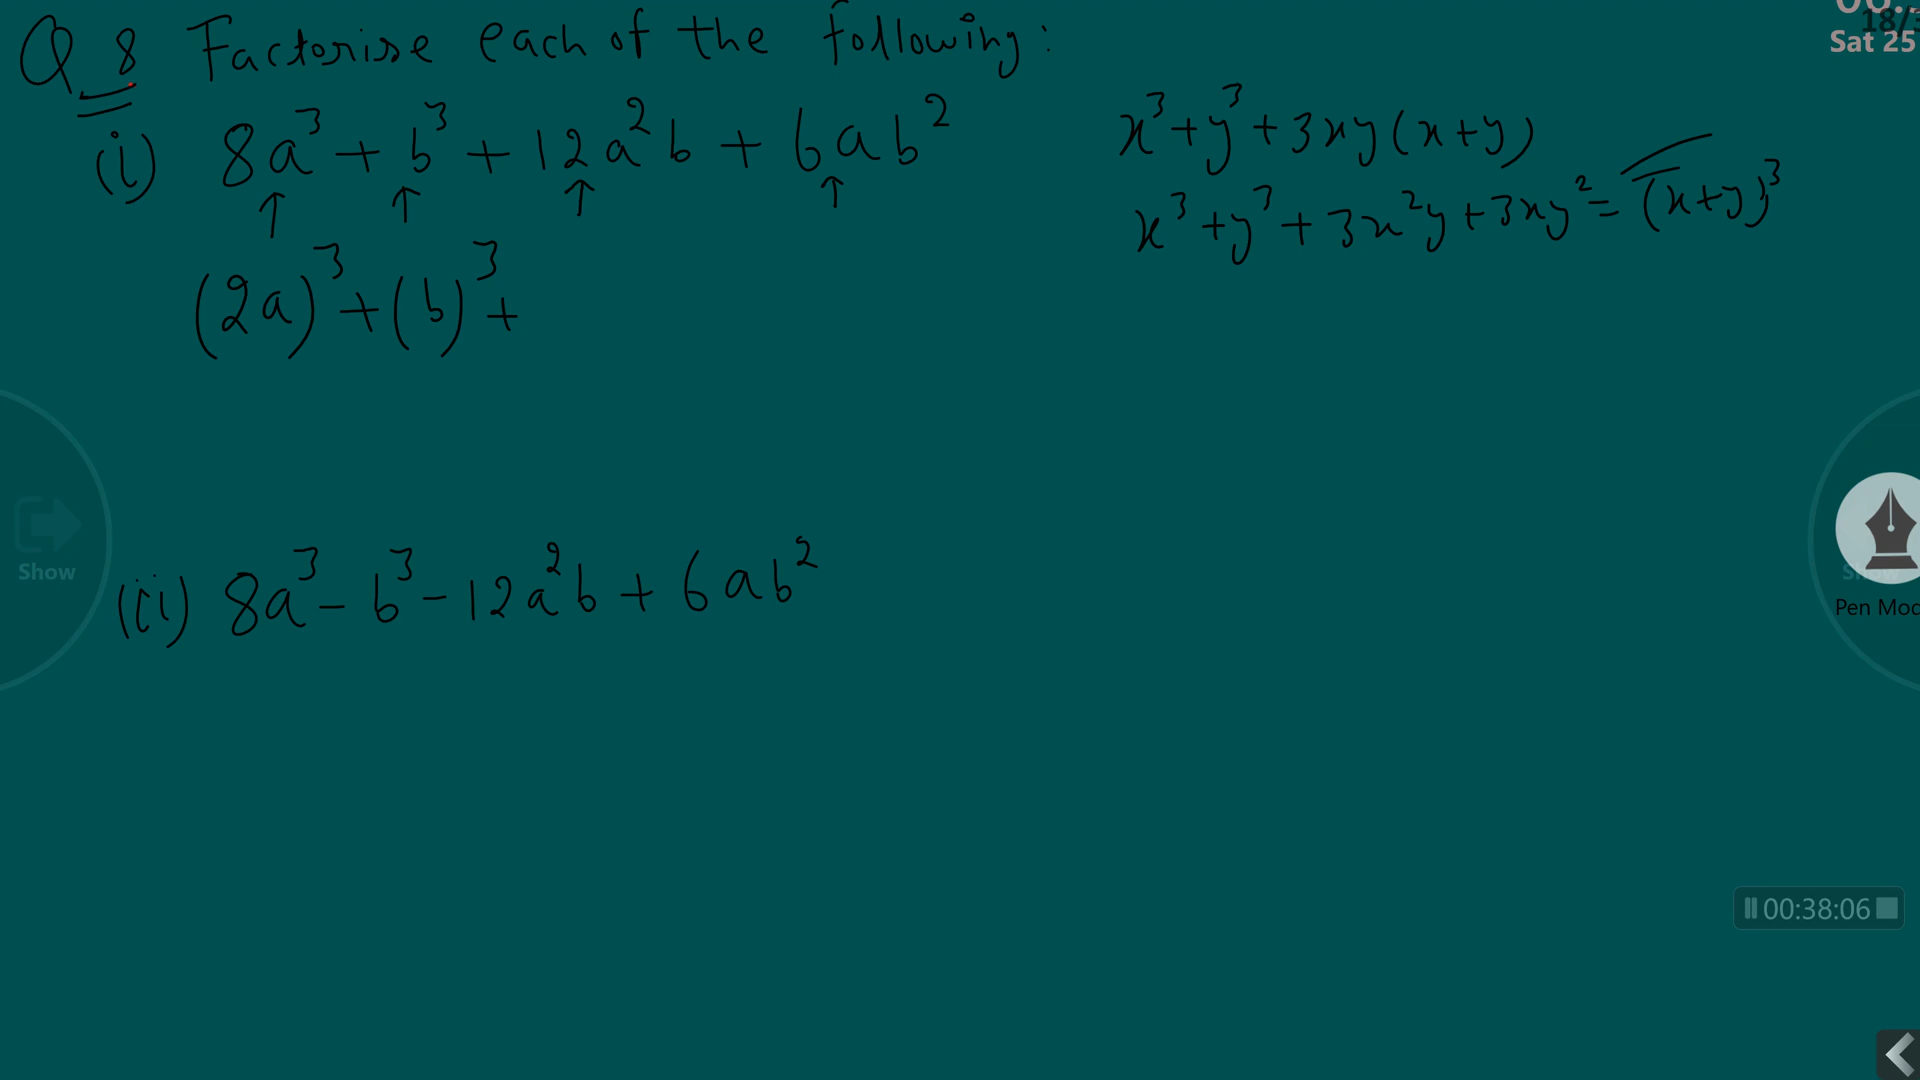 Q 8 Factorise each of the following:
(i) 8a³ + b³ + 12a²b + 6ab²
(2a)³ + (b)³ +
x³ + y³ + 3xy(x+y)
x³ + y³ + 3x²y + 3xy² = (x+y)³
(ii) 8a³ - b³ - 12a²b + 6ab²
Sat 25
Show
Pen Mod
00:38:06